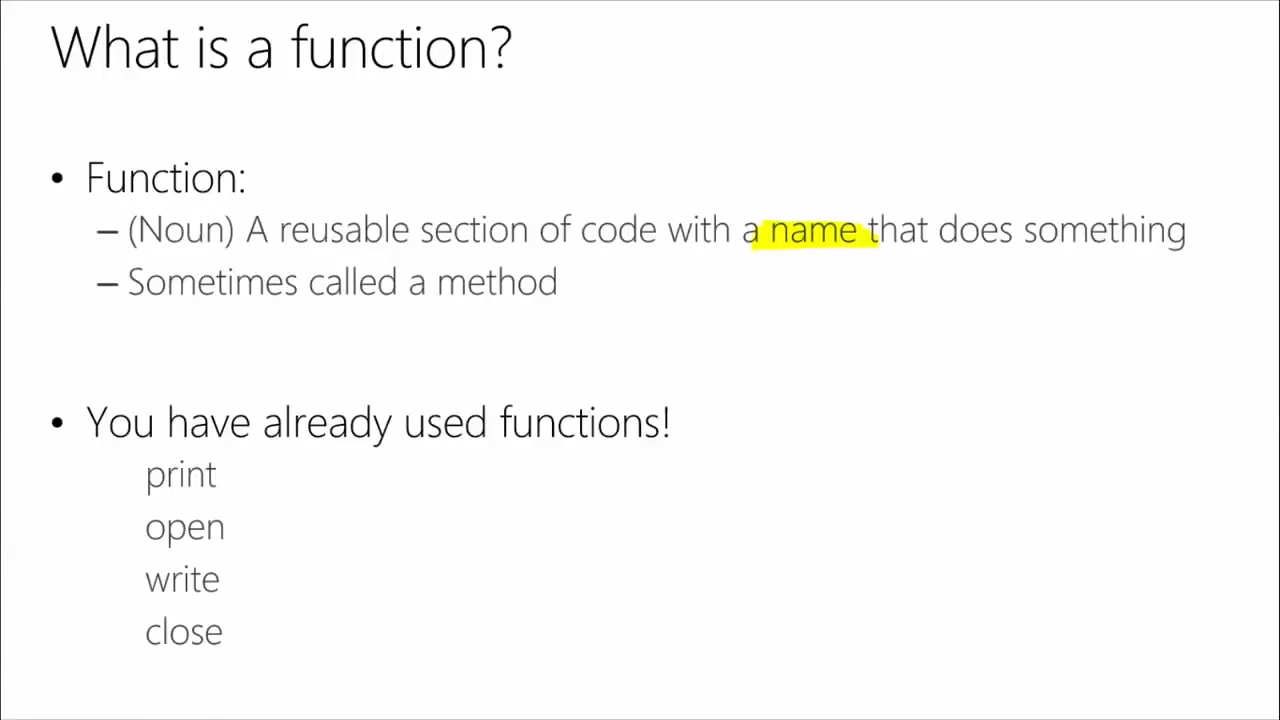 What is a function?
• Function:
– (Noun) A reusable section of code with a name that does something
– Sometimes called a method
• You have already used functions!
print
open
write
close